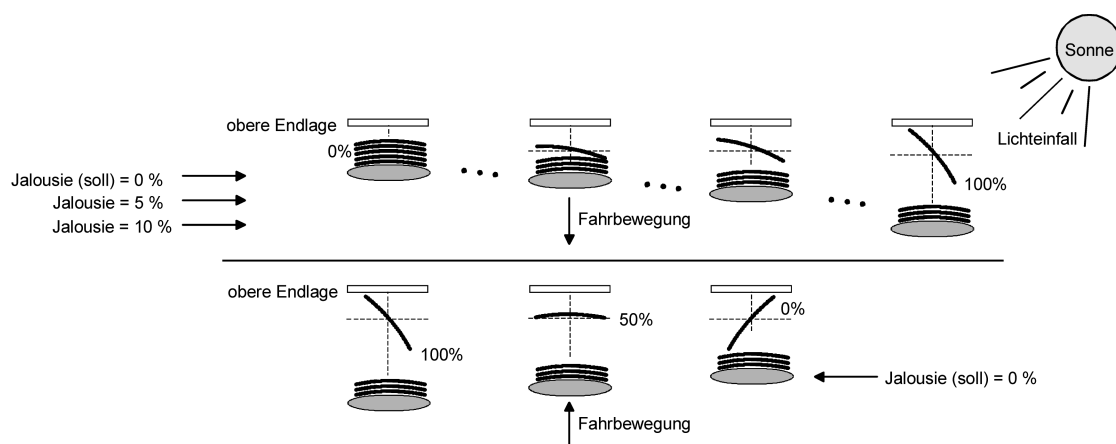 Sonne
Lichteinfall
obere Endlage
0%
100%
Jalousie (soll) = 0 %
Jalousie = 5 %
Jalousie = 10 %
Fahrbewegung
obere Endlage
100%
50%
0%
Jalousie (soll) = 0 %
Fahrbewegung